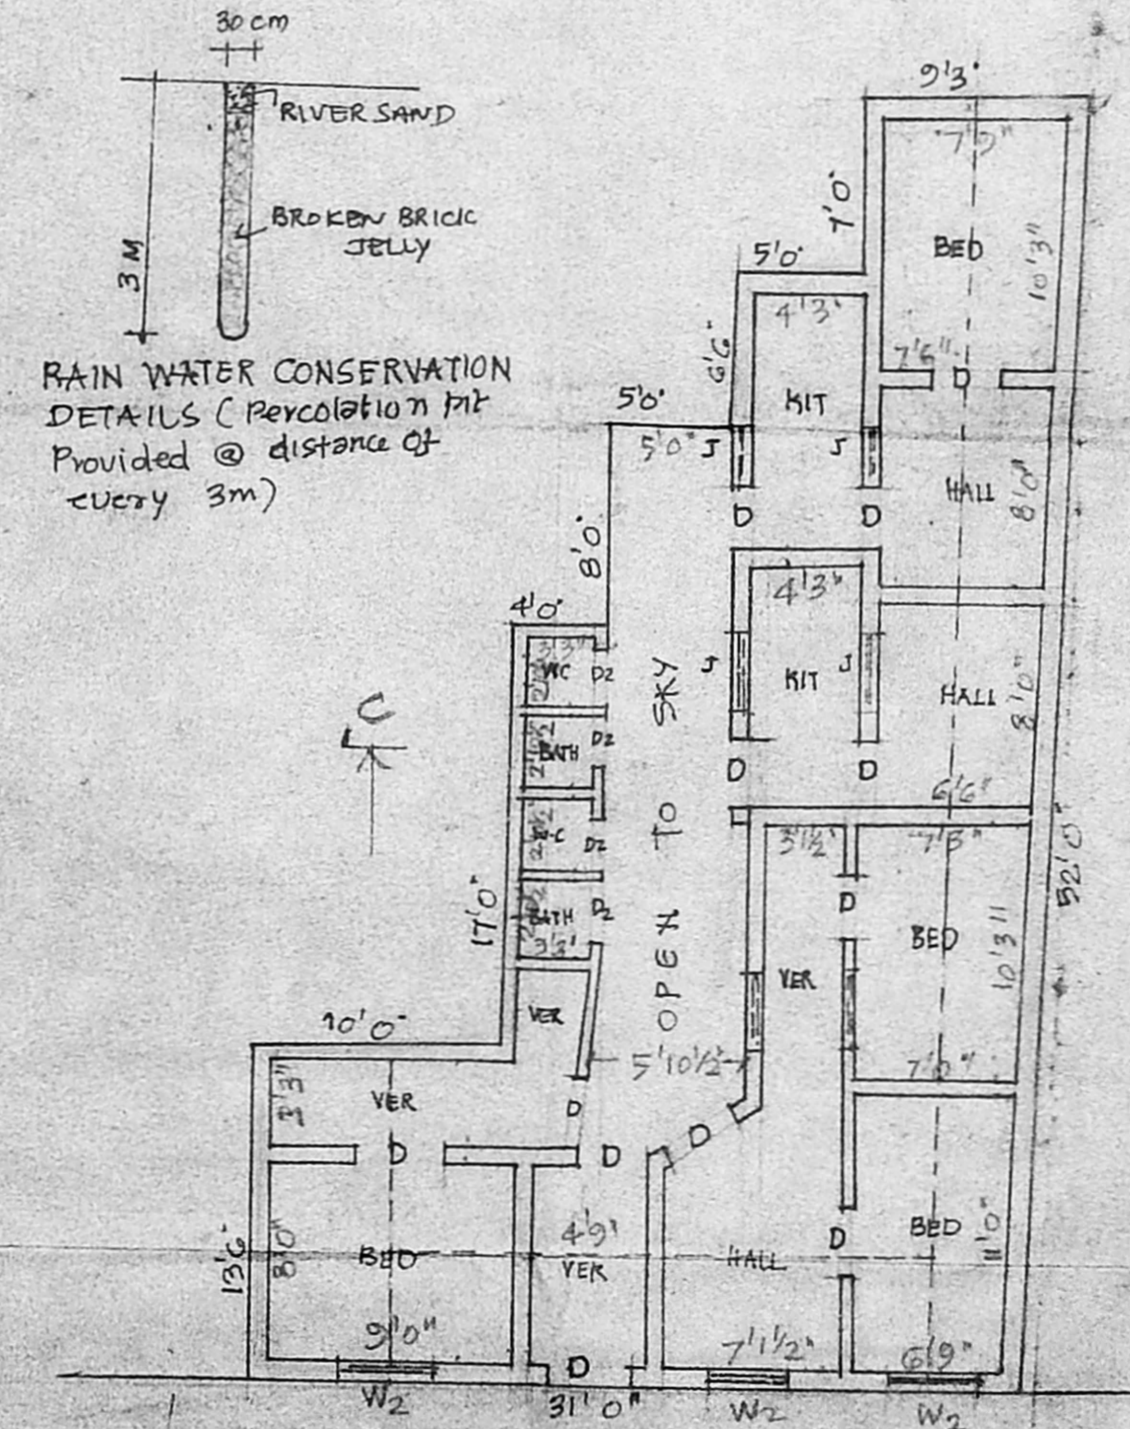 30 cm
RIVER SAND
BROKEN BRICK
JELLY
3 M
RAIN WATER CONSERVATION
DETAILS ( Percolation pit
Provided @ distance of
every 3m)
9'3"
7'0"
BED
10'3"
5'0"
4'3"
7'6"
D
6'6"
KIT
5'0"
5'0"
J
J
HALL
8'0"
D
D
8'0"
4'3"
4'0"
3'3"
WC
D2
SKY
J
KIT
J
HALL
8'0"
BATH
D2
D
D
6'6"
TO
D2
3'1½"
7'3"
52'0"
17'0"
BATH
D2
3'3"
D
BED
10'3"
OPEN
VER
VER
10'0"
5'10½"
3'3"
VER
D
D
D
D
13'6"
8'0"
BED
4'9"
VER
HALL
D
BED
11'0"
9'0"
D
7'1½"
6'9"
W2
31'0"
W2
W2